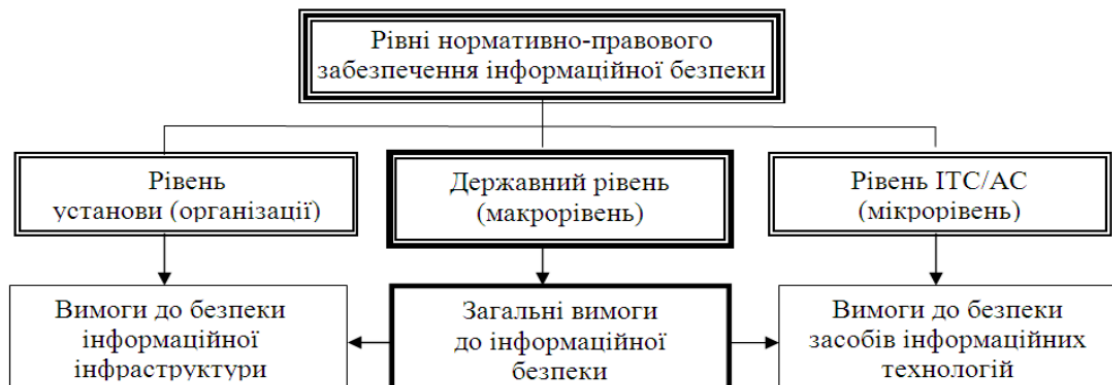 Рівні нормативно-правового
забезпечення інформаційної безпеки
Рівень
установи (організації)
Державний рівень
(макрорівень)
Рівень ІТС/АС
(мікрорівень)
Вимоги до безпеки
інформаційної
інфраструктури
Загальні вимоги
до інформаційної
безпеки
Вимоги до безпеки
засобів інформаційних
технологій